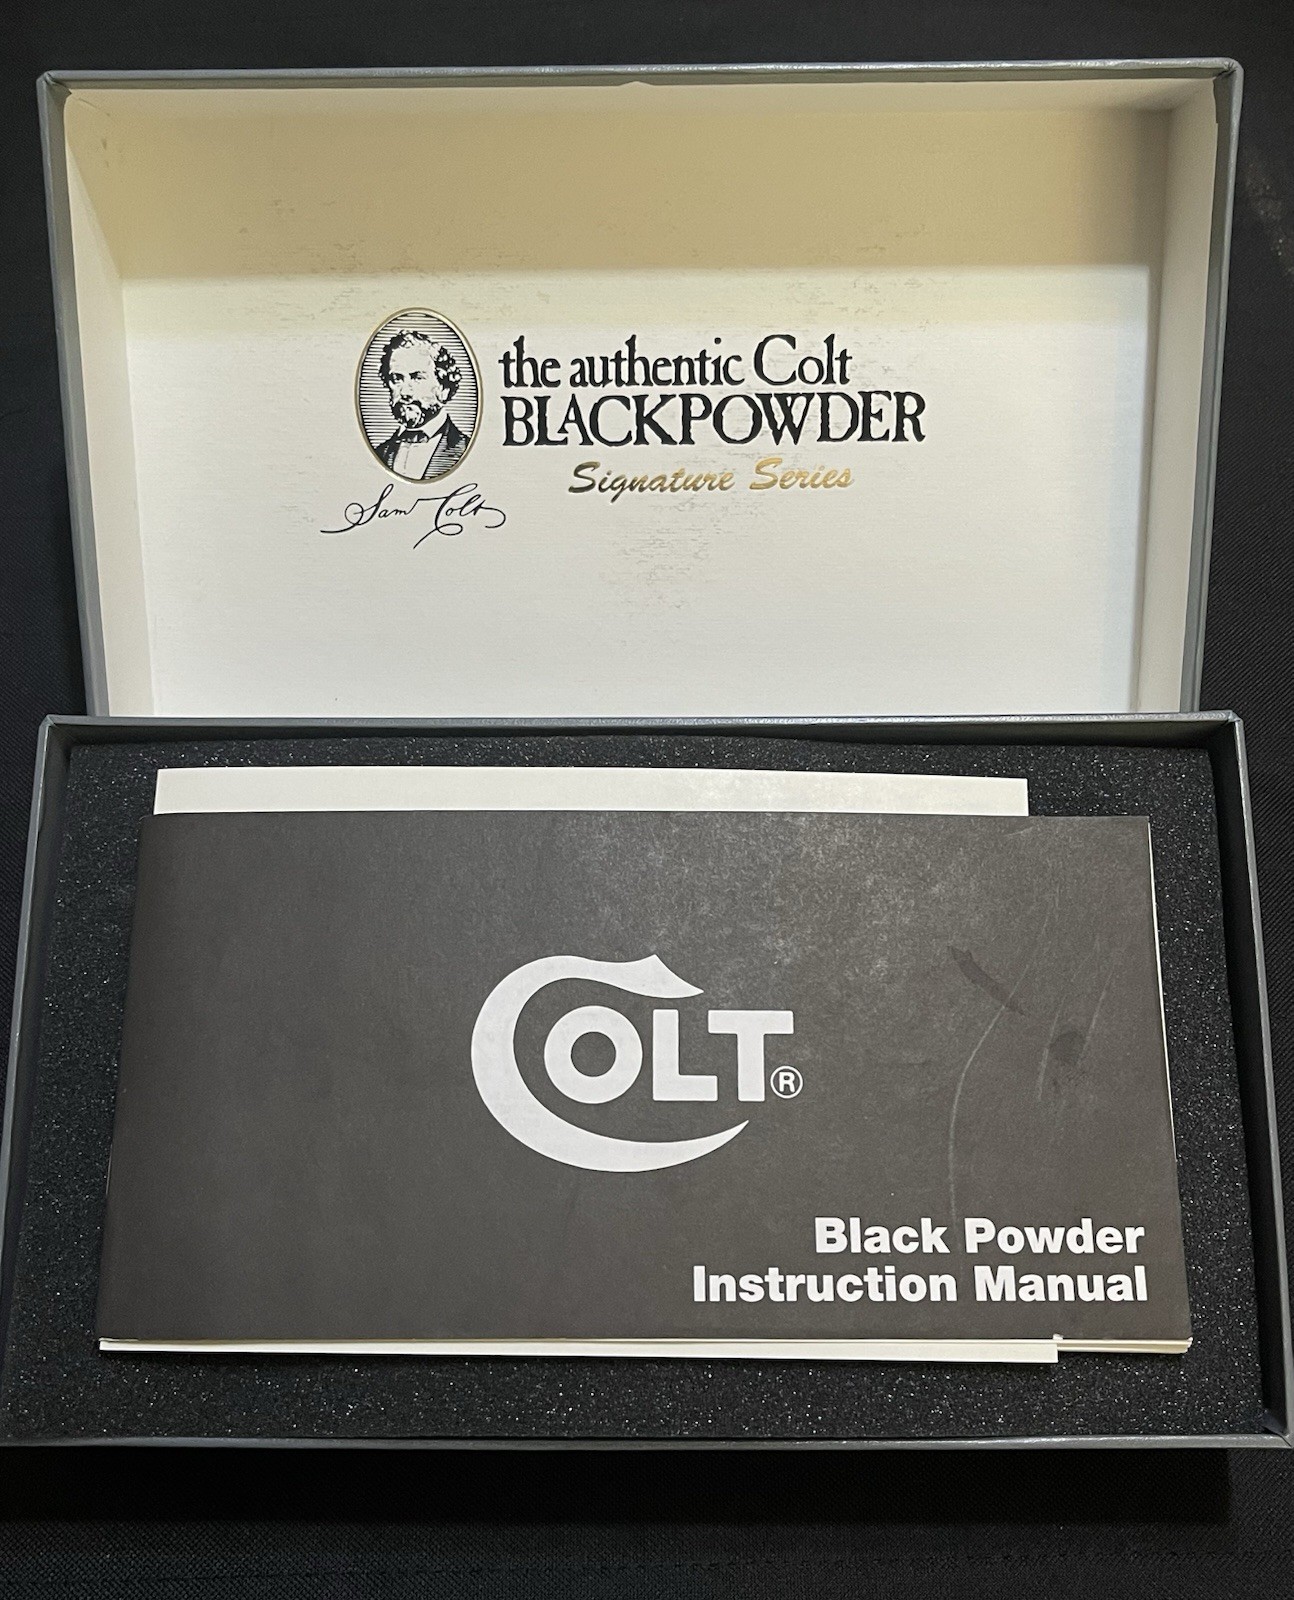 the authentic Colt
BLACKPOWDER
Signature Series
Sam Colt
COLT®
Black Powder
Instruction Manual